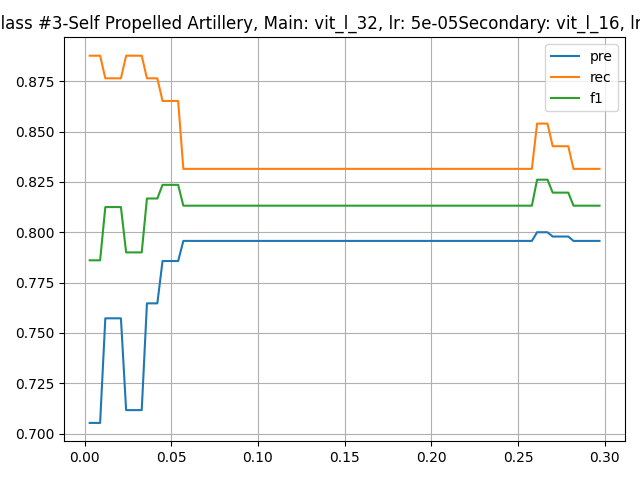 lass #3-Self Propelled Artillery, Main: vit_l_32, lr: 5e-05Secondary: vit_l_16, lr
pre
rec
f1
0.875
0.850
0.825
0.800
0.775
0.750
0.725
0.700
0.00 0.05 0.10 0.15 0.20 0.25 0.30